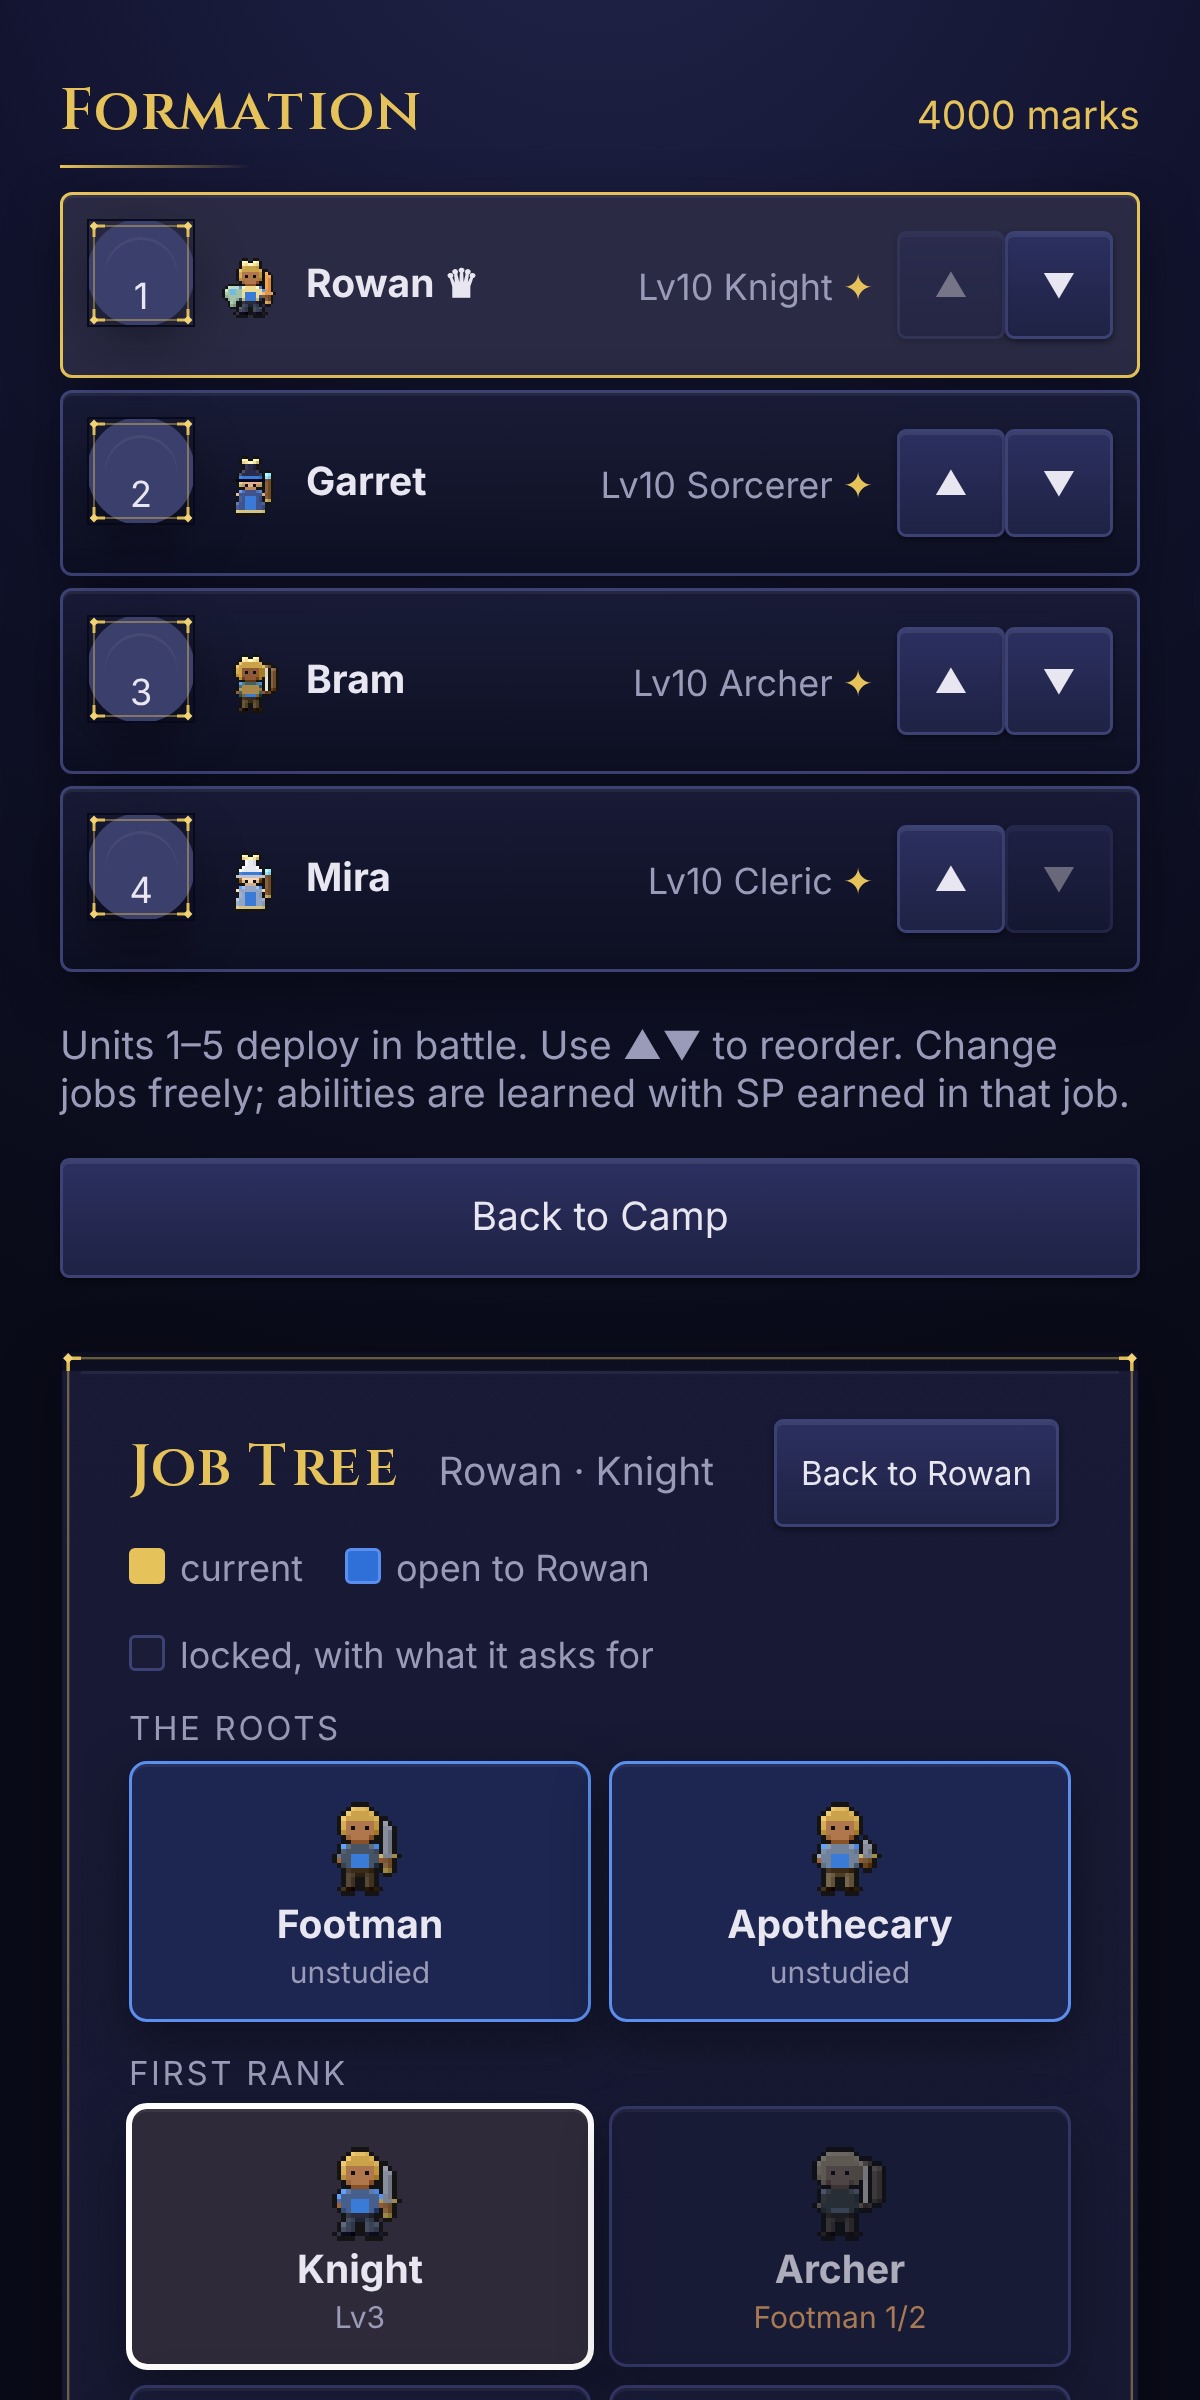 Formation
4000 marks
1 Rowan ♛ Lv10 Knight ✦ ▲ ▼
2 Garret Lv10 Sorcerer ✦ ▲ ▼
3 Bram Lv10 Archer ✦ ▲ ▼
4 Mira Lv10 Cleric ✦ ▲ ▼
Units 1–5 deploy in battle. Use ▲▼ to reorder. Change
jobs freely; abilities are learned with SP earned in that job.
Back to Camp
Job Tree Rowan · Knight Back to Rowan
current open to Rowan
locked, with what it asks for
THE ROOTS
Footman
unstudied
Apothecary
unstudied
FIRST RANK
Knight
Lv3
Archer
Footman 1/2